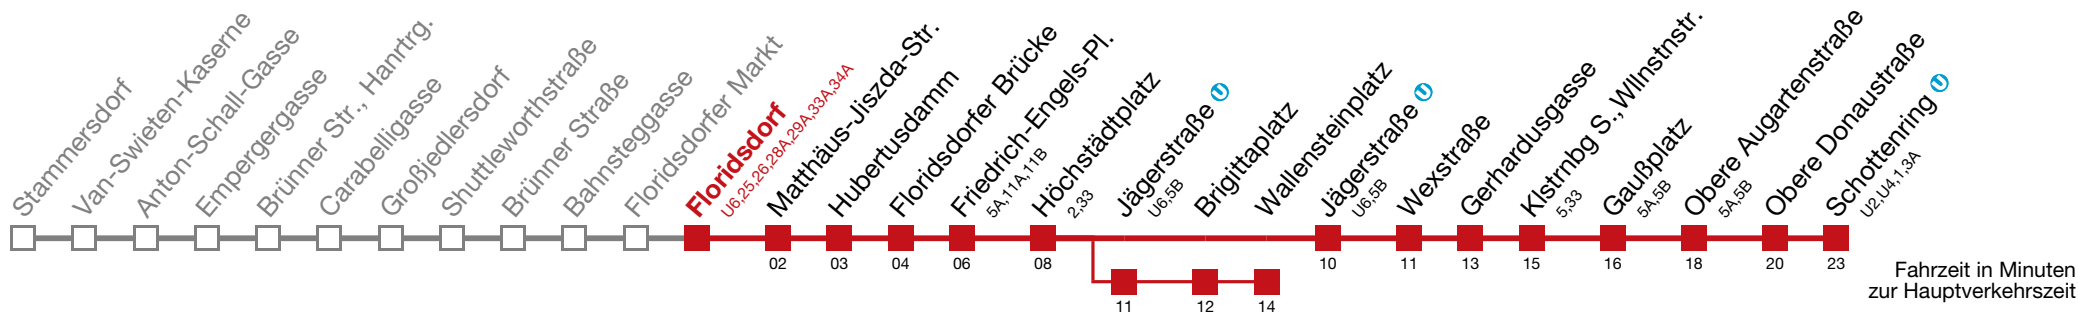 Stammersdorf
Van-Swieten-Kaserne
Anton-Schall-Gasse
Empergergasse
Brünner Str., Hanrtrg.
Carabelligasse
Großjedlersdorf
Shuttleworthstraße
Brünner Straße
Bahnsteggasse
Floridsdorfer Markt
Floridsdorf
U6,25,26,28A,29A,33A,34A
Matthäus-Jiszda-Str.
Hubertusdamm
Floridsdorfer Brücke
Friedrich-Engels-Pl.
5A,11A,11B
Höchstädtplatz
2,33
Jägerstraße U
U6,5B
Brigittaplatz
Wallensteinplatz
Jägerstraße U
U6,5B
Wexstraße
Gerhardusgasse
Klstrnbg S., Wllnstnstr.
5,33
Gaußplatz
5A,5B
Obere Augartenstraße
5A,5B
Obere Donaustraße
Schottenring U
U2,U4,1,3A
02 03 04 06 08 10 11 13 15 16 18 20 23
11 12 14
Fahrzeit in Minuten
zur Hauptverkehrszeit